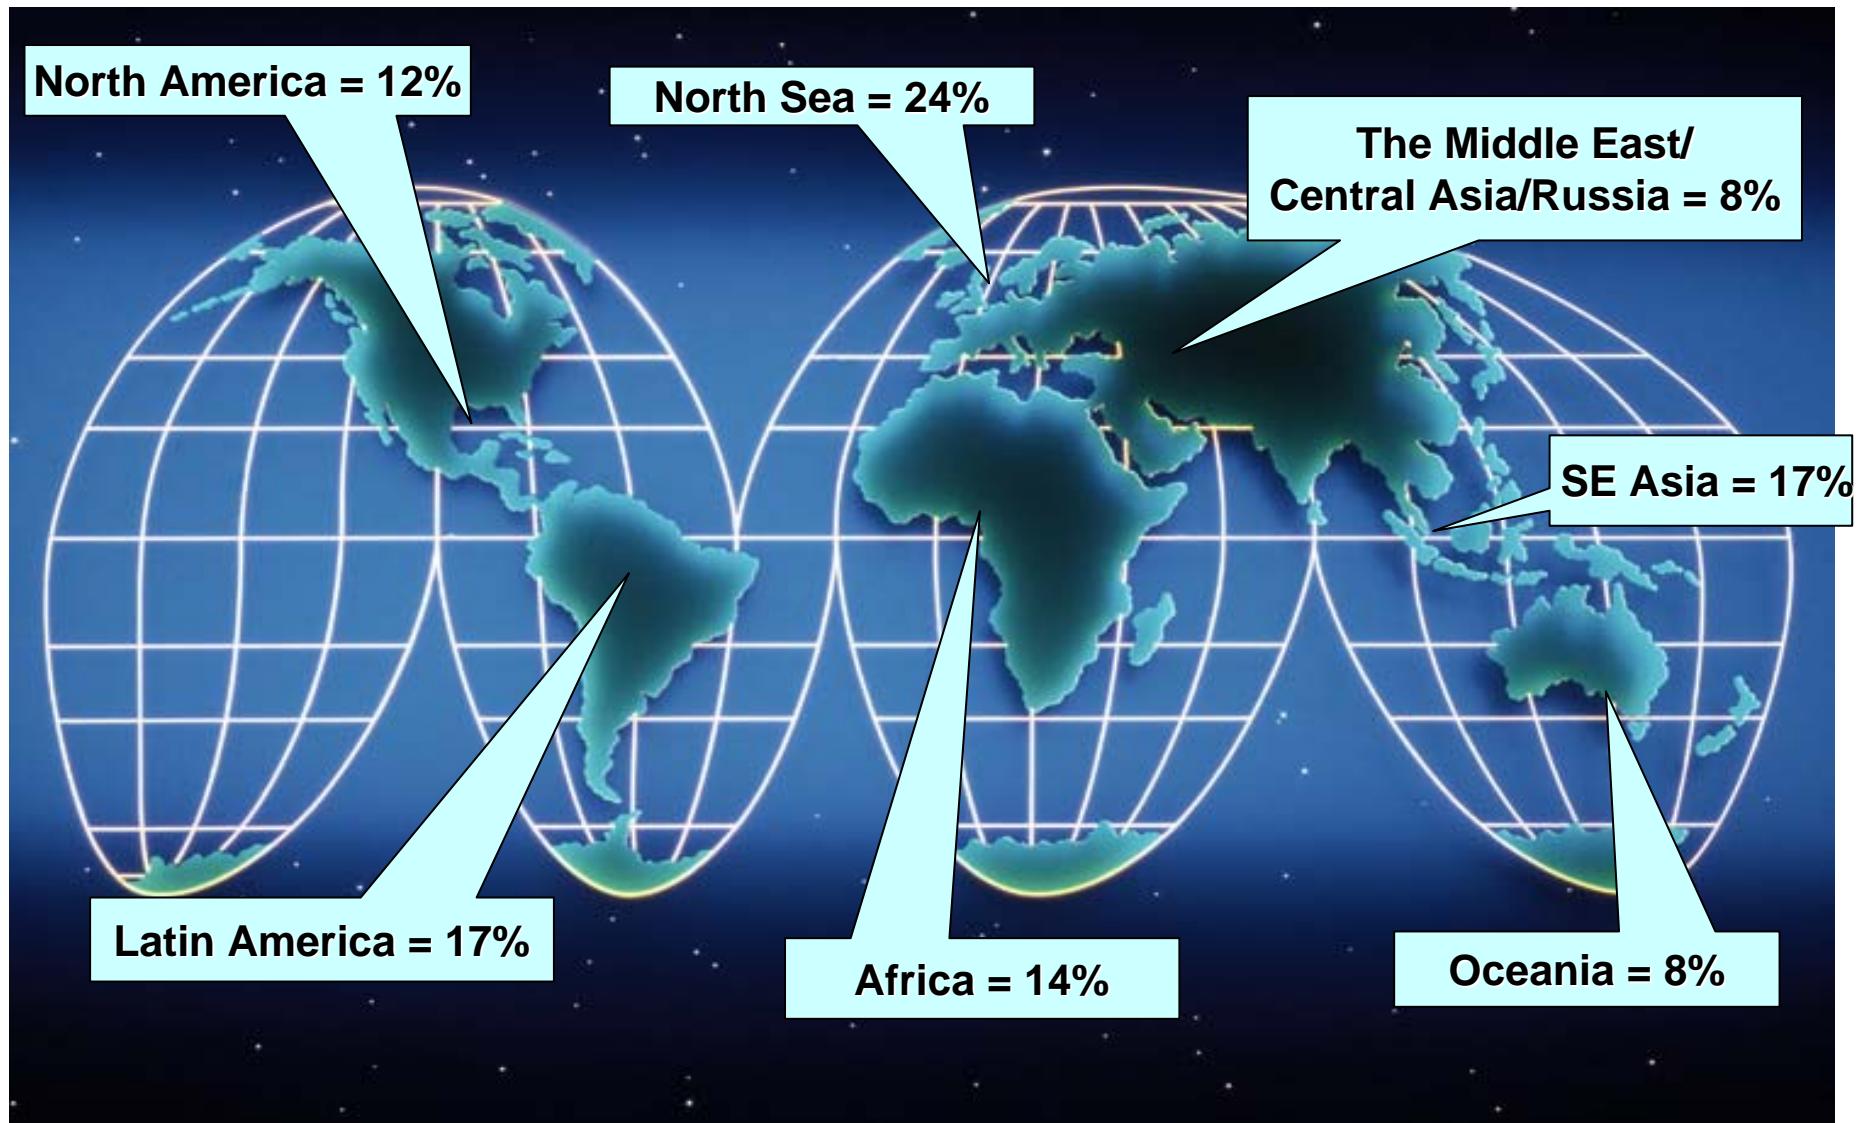 North America = 12%
North Sea = 24%
The Middle East/
Central Asia/Russia = 8%
SE Asia = 17%
Latin America = 17%
Africa = 14%
Oceania = 8%